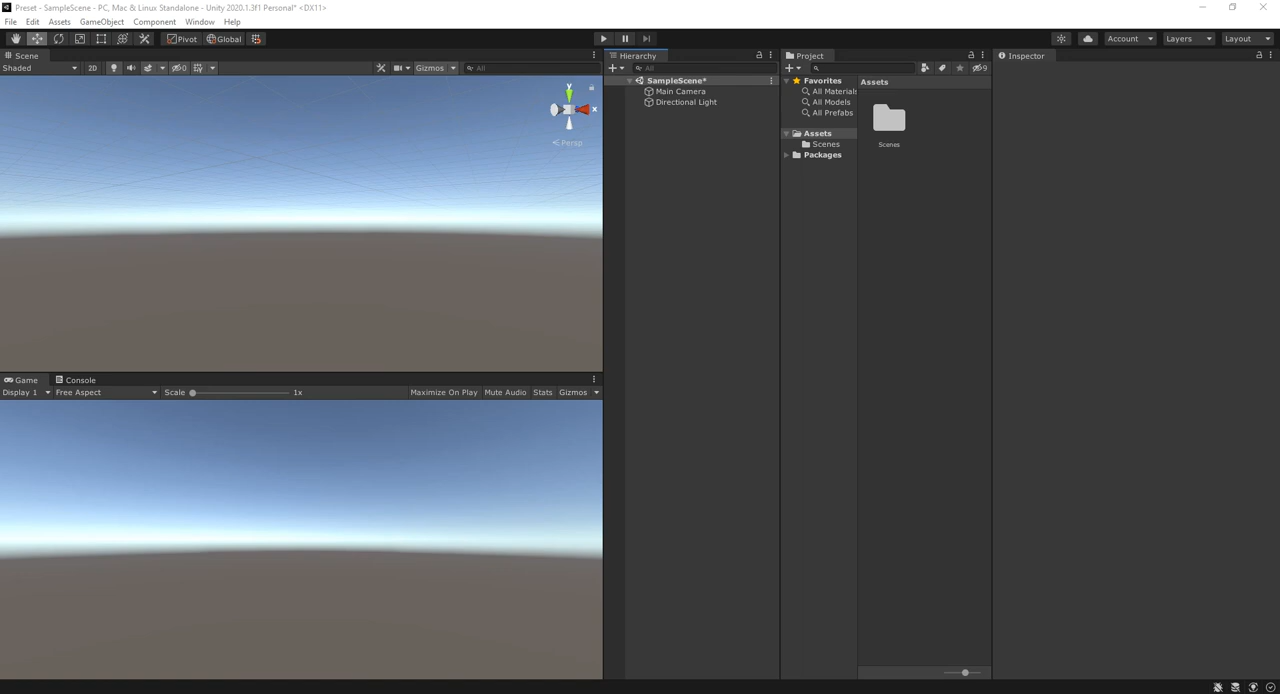 Preset - SampleScene - PC, Mac & Linux Standalone - Unity 2020.1.3f1 Personal* <DX11>
File Edit Assets GameObject Component Window Help
Pivot Global Account Layers Layout
Scene
Shaded 2D 0 Gizmos All
y
x
Persp
Game Console
Display 1 Free Aspect Scale 1x Maximize On Play Mute Audio Stats Gizmos
Hierarchy
All
SampleScene*
Main Camera
Directional Light
Project
9
Favorites
All Materials
All Models
All Prefabs
Assets
Scenes
Packages
Assets
Scenes
Inspector